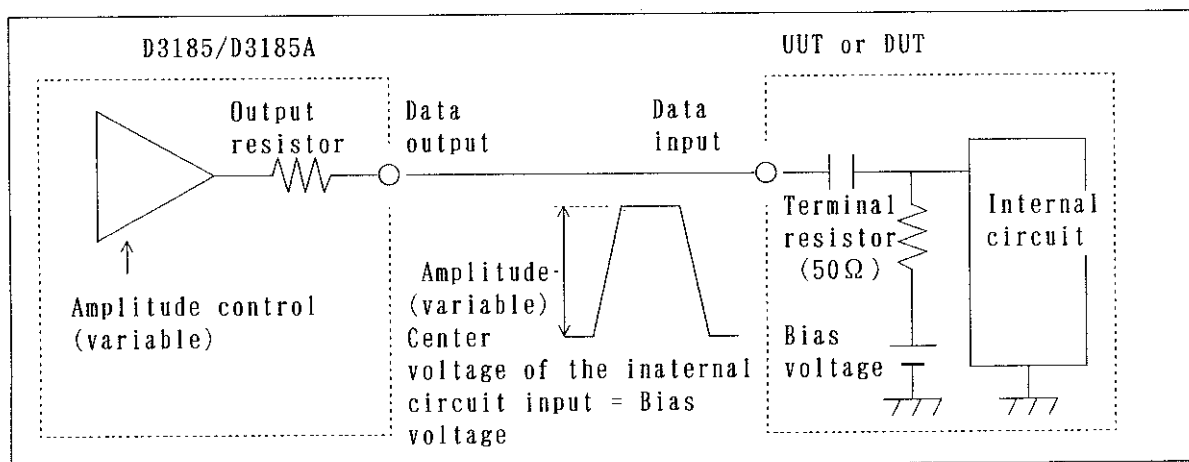 D3185/D3185A
UUT or DUT
Output
resistor
Data
output
Data
input
Terminal
resistor
(50Ω)
Internal
circuit
Amplitude control
(variable)
Amplitude
(variable)
Center
voltage of the inaternal
circuit input = Bias
voltage
Bias
voltage